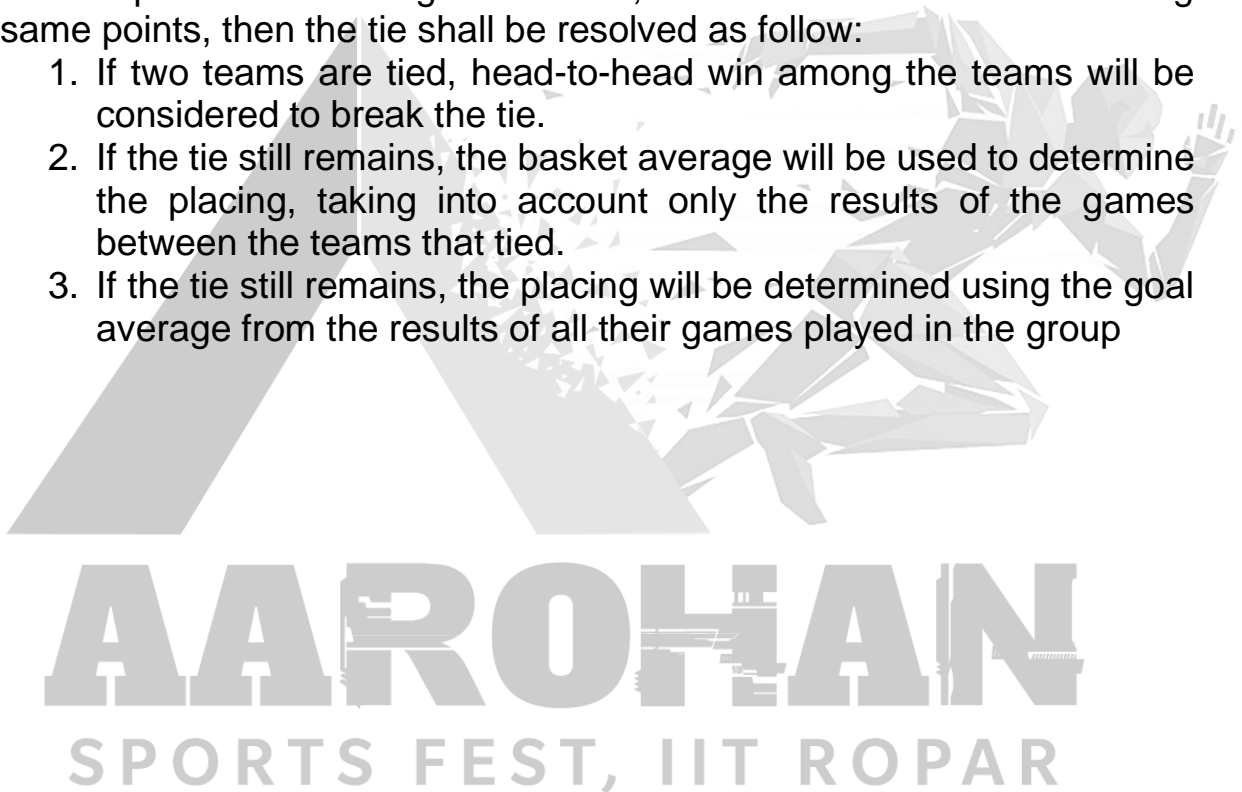 same points, then the tie shall be resolved as follow:
1. If two teams are tied, head-to-head win among the teams will be
considered to break the tie.
2. If the tie still remains, the basket average will be used to determine
the placing, taking into account only the results of the games
between the teams that tied.
3. If the tie still remains, the placing will be determined using the goal
average from the results of all their games played in the group
AAROHAN
SPORTS FEST, IIT ROPAR